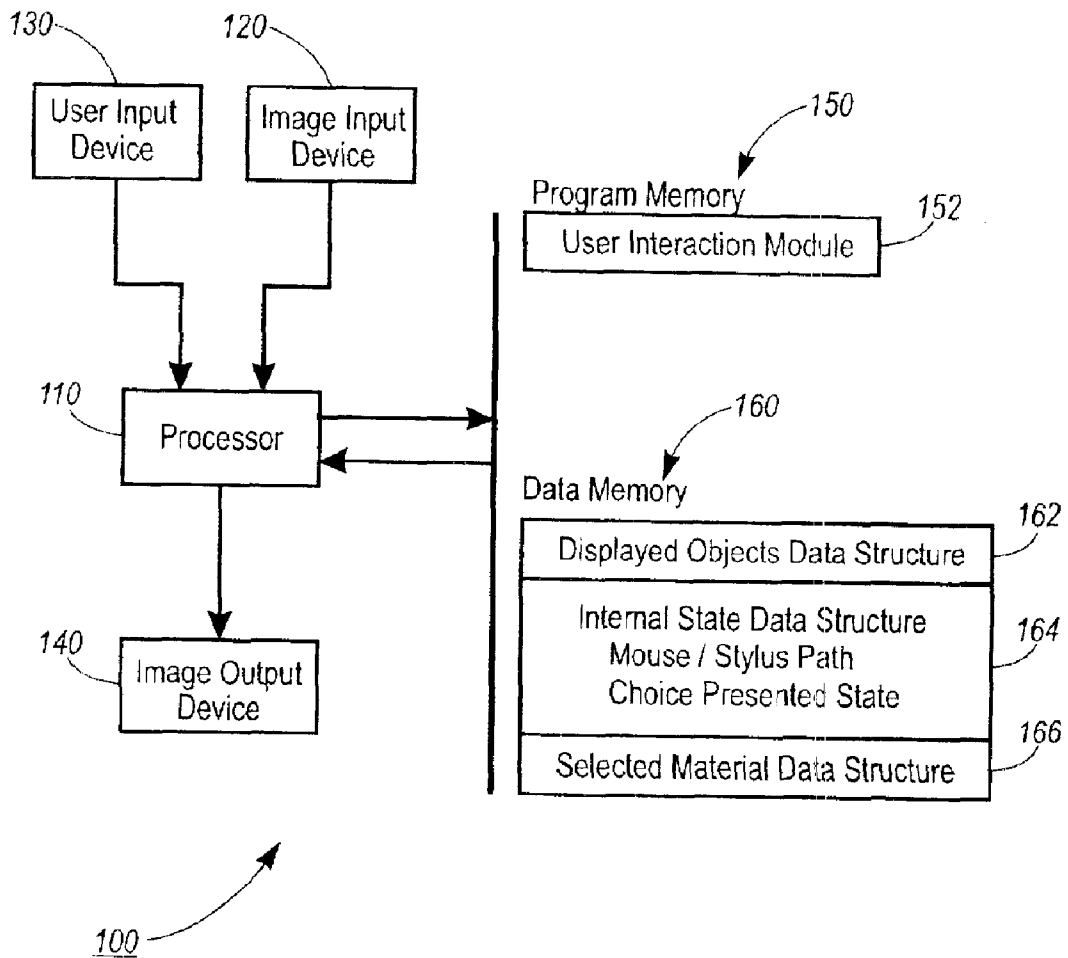 130
120
User Input
Device
Image Input
Device
150
Program Memory
152
User Interaction Module
110
Processor
160
Data Memory
162
Displayed Objects Data Structure
Internal State Data Structure
Mouse / Stylus Path
Choice Presented State
164
140
Image Output
Device
166
Selected Material Data Structure
100